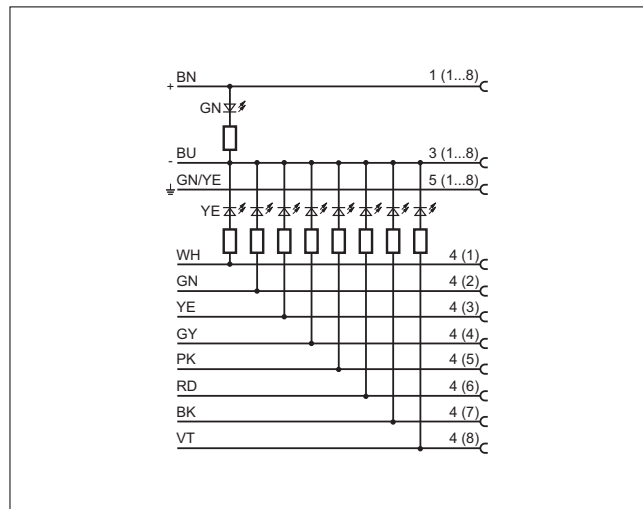 BN 1 (1...8)
+
GN
BU 3 (1...8)
-
GN/YE 5 (1...8)
YE
WH 4 (1)
GN 4 (2)
YE 4 (3)
GY 4 (4)
PK 4 (5)
RD 4 (6)
BK 4 (7)
VT 4 (8)